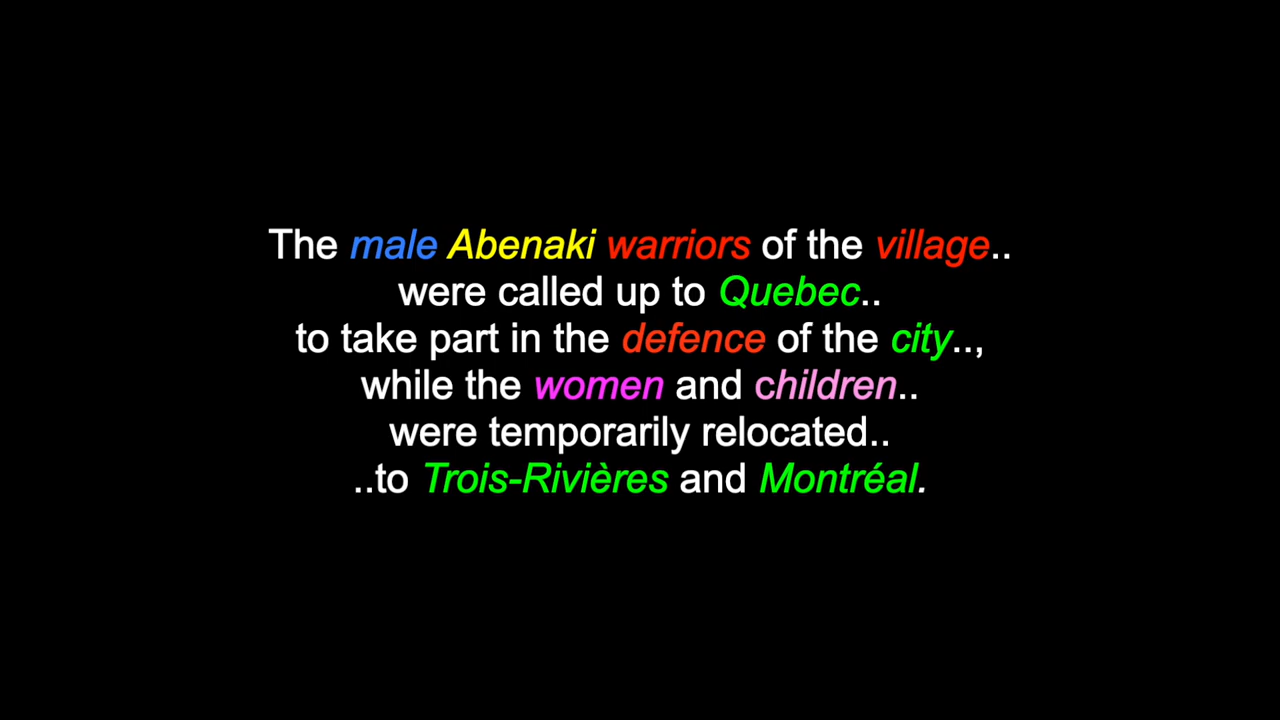 The male Abenaki warriors of the village..
were called up to Quebec..
to take part in the defence of the city..,
while the women and children..
were temporarily relocated..
..to Trois-Rivières and Montréal.